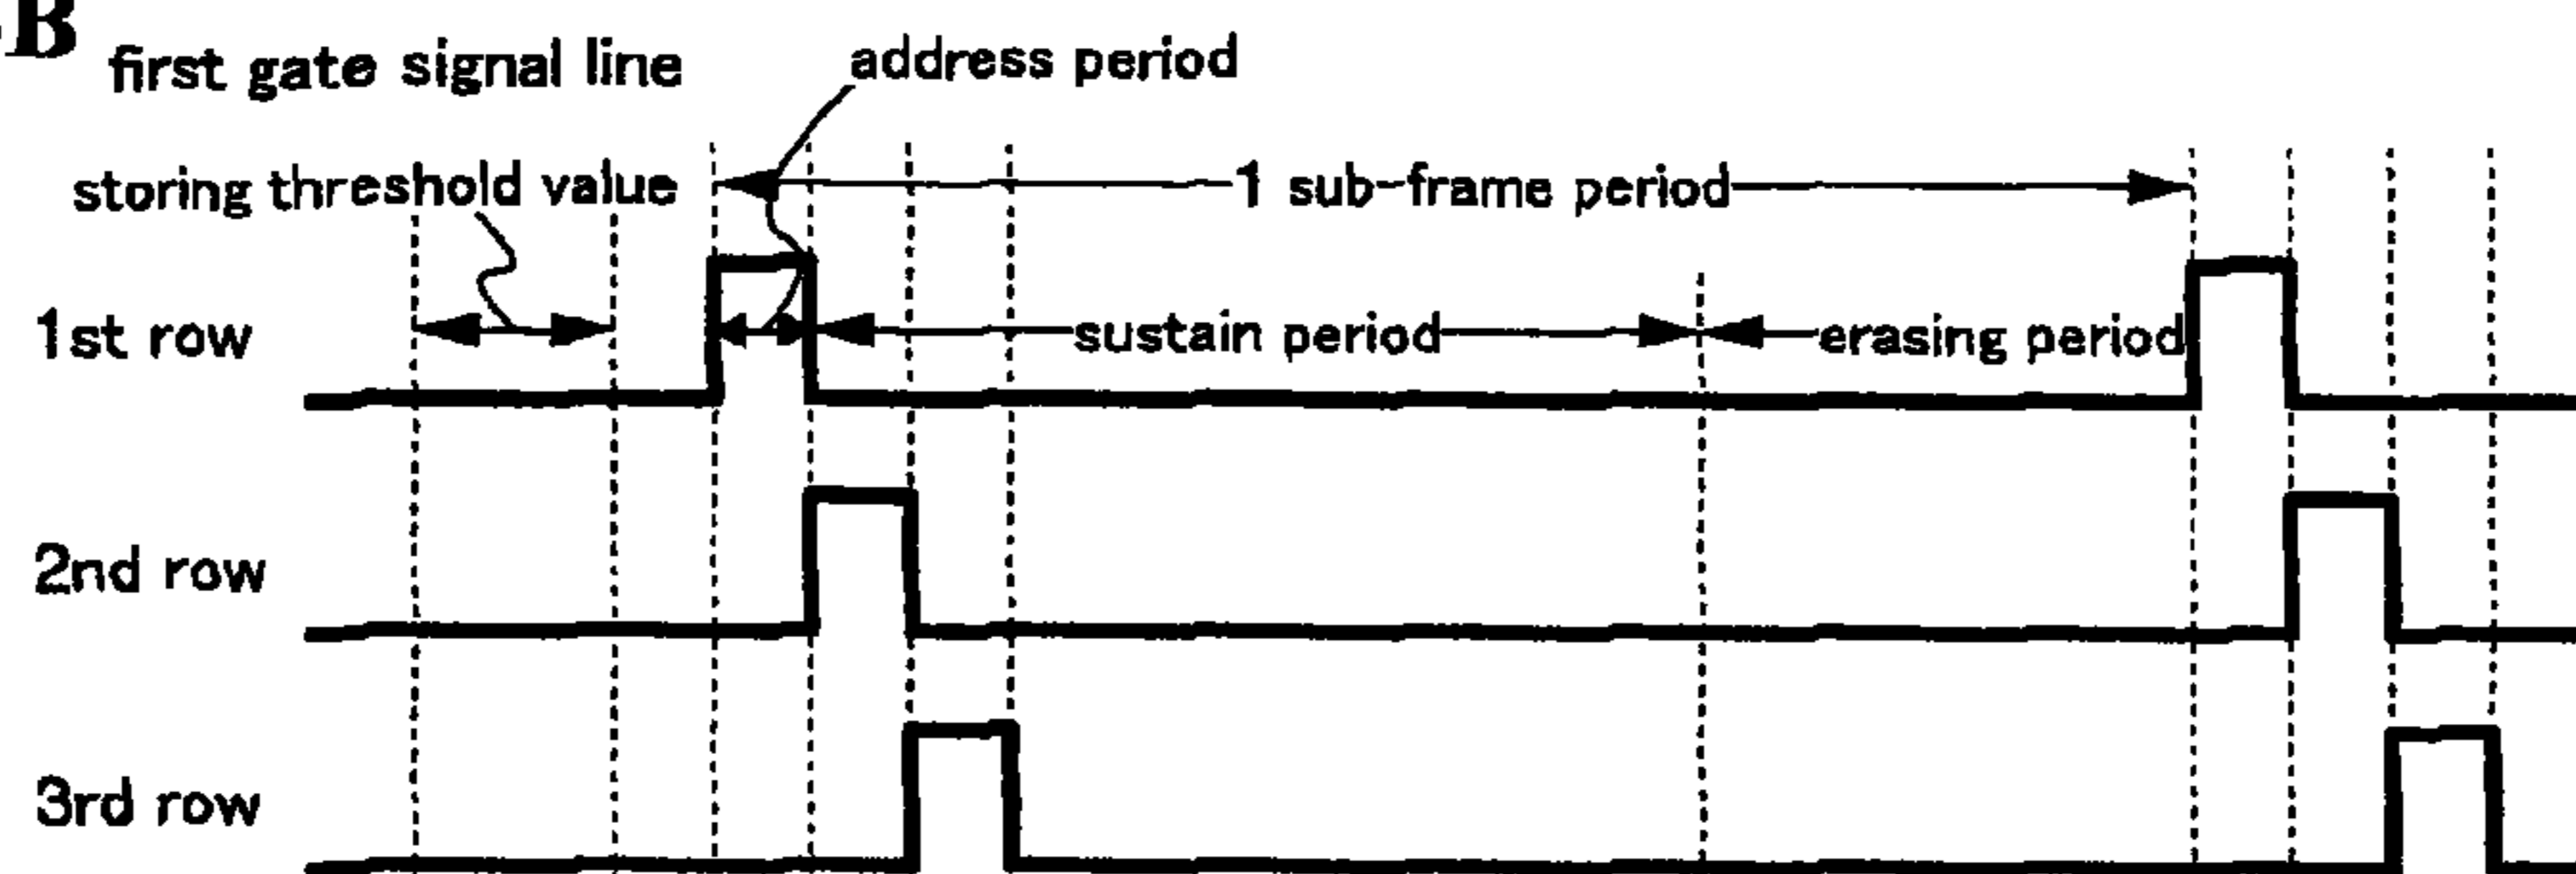 B
first gate signal line
address period
storing threshold value
1 sub-frame period
1st row
sustain period
erasing period
2nd row
3rd row